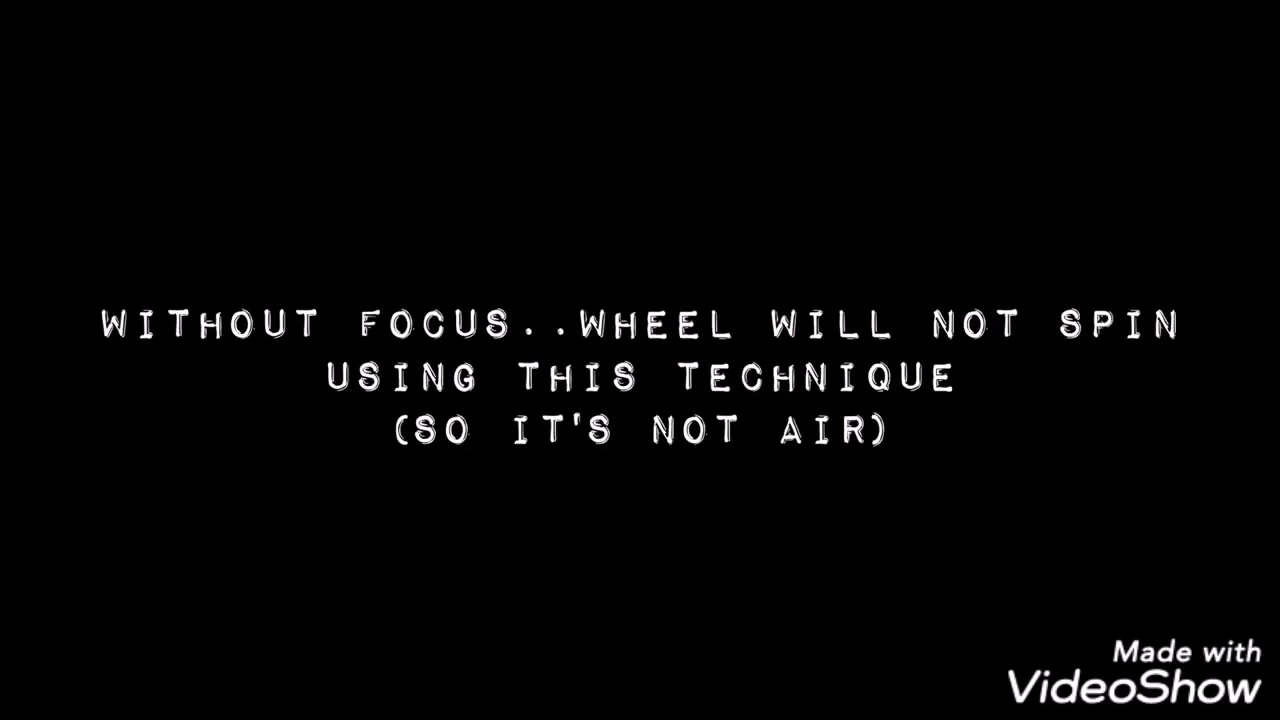 WITHOUT FOCUS..WHEEL WILL NOT SPIN
USING THIS TECHNIQUE
(SO IT'S NOT AIR)
Made with
VideoShow